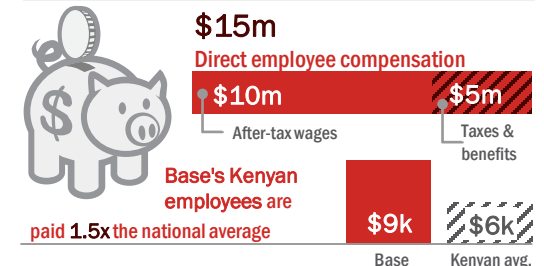 $15m
Direct employee compensation
$10m
$5m
After-tax wages
Taxes &
benefits
$
Base's Kenyan
employees are
paid 1.5x the national average
$9k
$6k
Base
Kenyan avg.